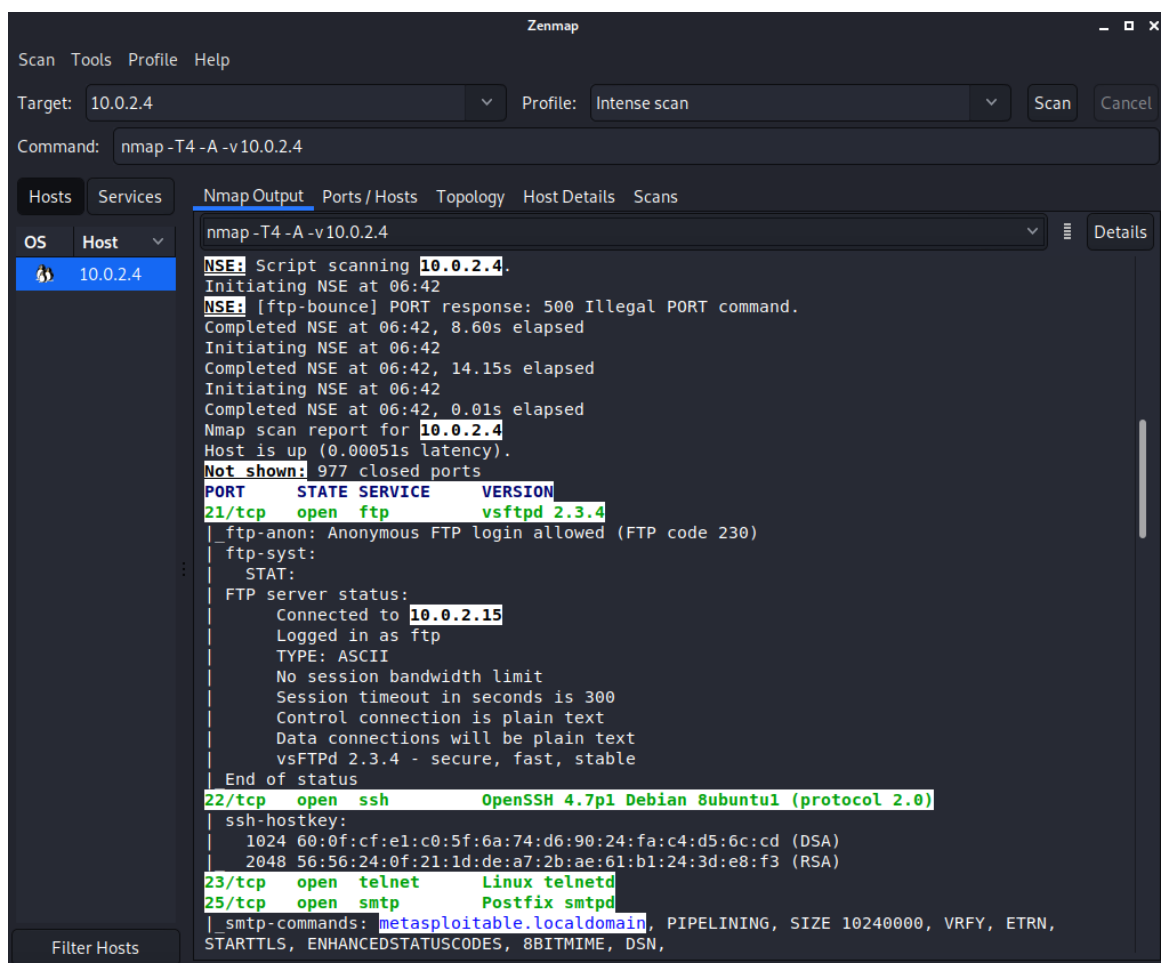 Zenmap
Scan Tools Profile Help
Target: 10.0.2.4 Profile: Intense scan Scan Cancel
Command: nmap -T4 -A -v 10.0.2.4
Hosts Services Nmap Output Ports / Hosts Topology Host Details Scans
nmap -T4 -A -v 10.0.2.4 Details
OS Host
10.0.2.4
NSE: Script scanning 10.0.2.4.
Initiating NSE at 06:42
NSE: [ftp-bounce] PORT response: 500 Illegal PORT command.
Completed NSE at 06:42, 8.60s elapsed
Initiating NSE at 06:42
Completed NSE at 06:42, 14.15s elapsed
Initiating NSE at 06:42
Completed NSE at 06:42, 0.01s elapsed
Nmap scan report for 10.0.2.4
Host is up (0.00051s latency).
Not shown: 977 closed ports
PORT STATE SERVICE VERSION
21/tcp open ftp vsftpd 2.3.4
|_ftp-anon: Anonymous FTP login allowed (FTP code 230)
| ftp-syst:
|   STAT:
| FTP server status:
|      Connected to 10.0.2.15
|      Logged in as ftp
|      TYPE: ASCII
|      No session bandwidth limit
|      Session timeout in seconds is 300
|      Control connection is plain text
|      Data connections will be plain text
|      vsFTPd 2.3.4 - secure, fast, stable
|_End of status
22/tcp open ssh OpenSSH 4.7p1 Debian 8ubuntu1 (protocol 2.0)
| ssh-hostkey:
|   1024 60:0f:cf:e1:c0:5f:6a:74:d6:90:24:fa:c4:d5:6c:cd (DSA)
|_  2048 56:56:24:0f:21:1d:de:a7:2b:ae:61:b1:24:3d:e8:f3 (RSA)
23/tcp open telnet Linux telnetd
25/tcp open smtp Postfix smtpd
|_smtp-commands: metasploitable.localdomain, PIPELINING, SIZE 10240000, VRFY, ETRN,
STARTTLS, ENHANCEDSTATUSCODES, 8BITMIME, DSN,
Filter Hosts